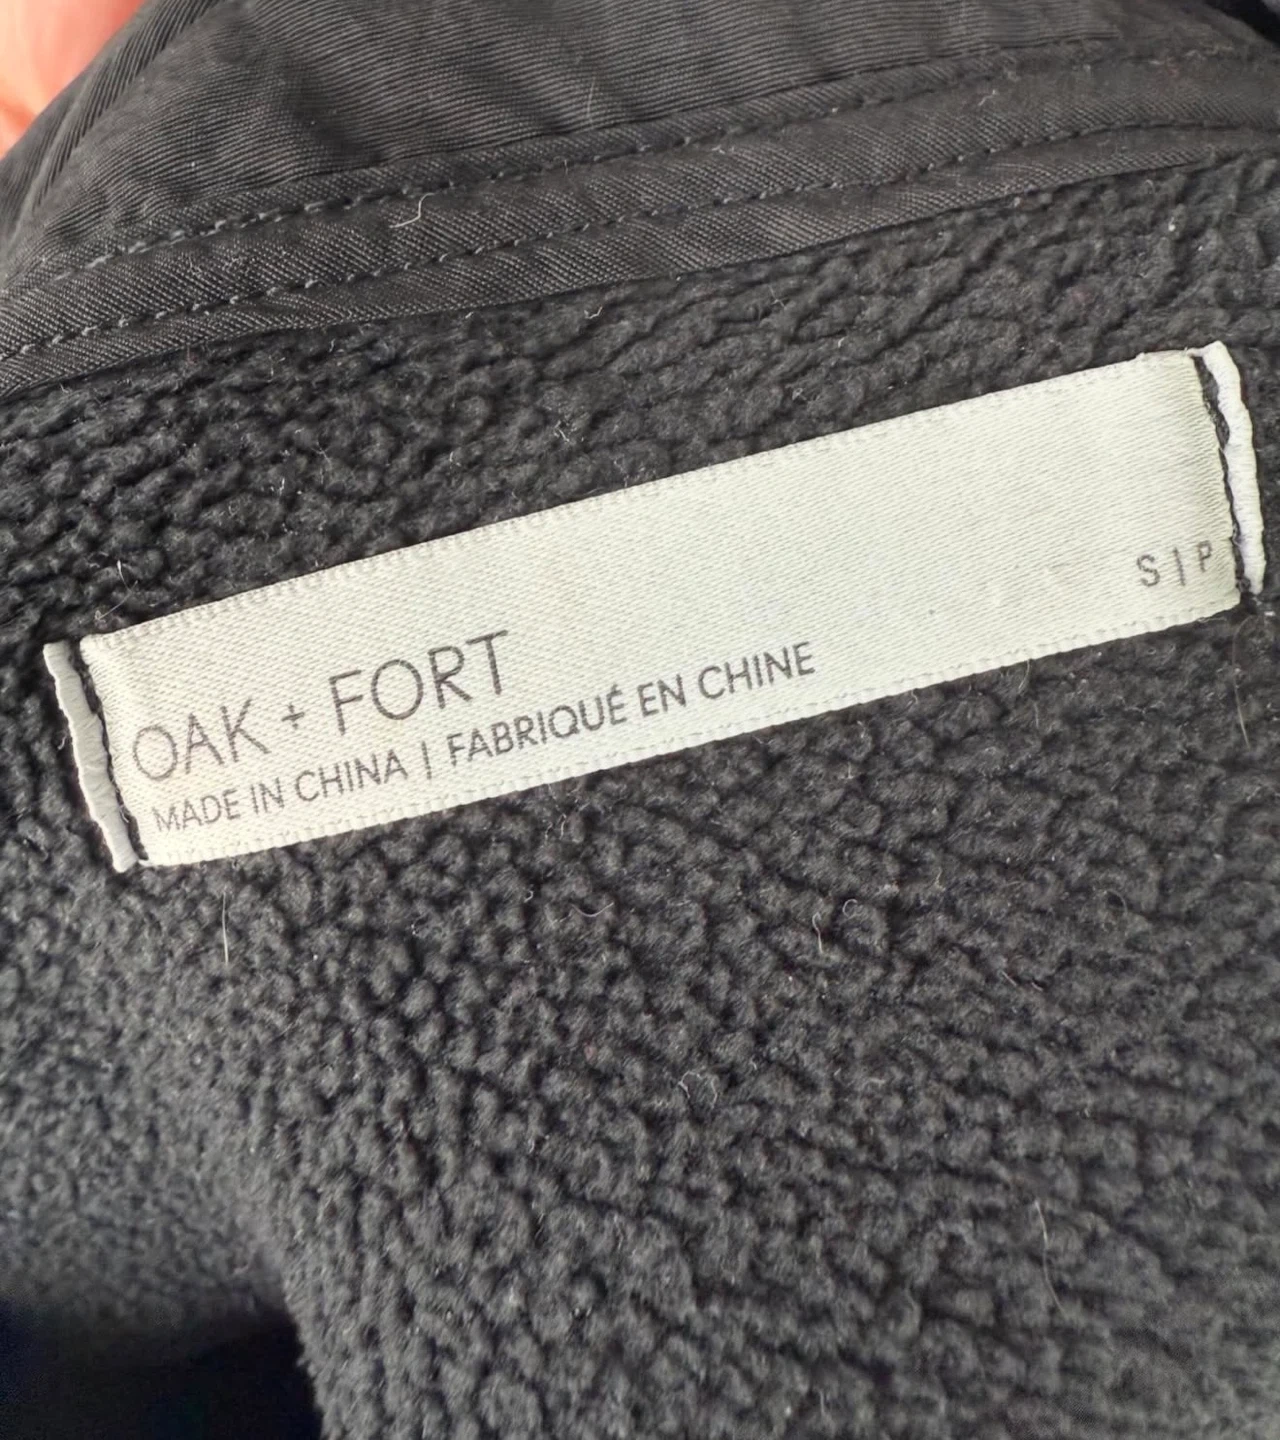 OAK + FORT
MADE IN CHINA | FABRIQUÉ EN CHINE
S | P